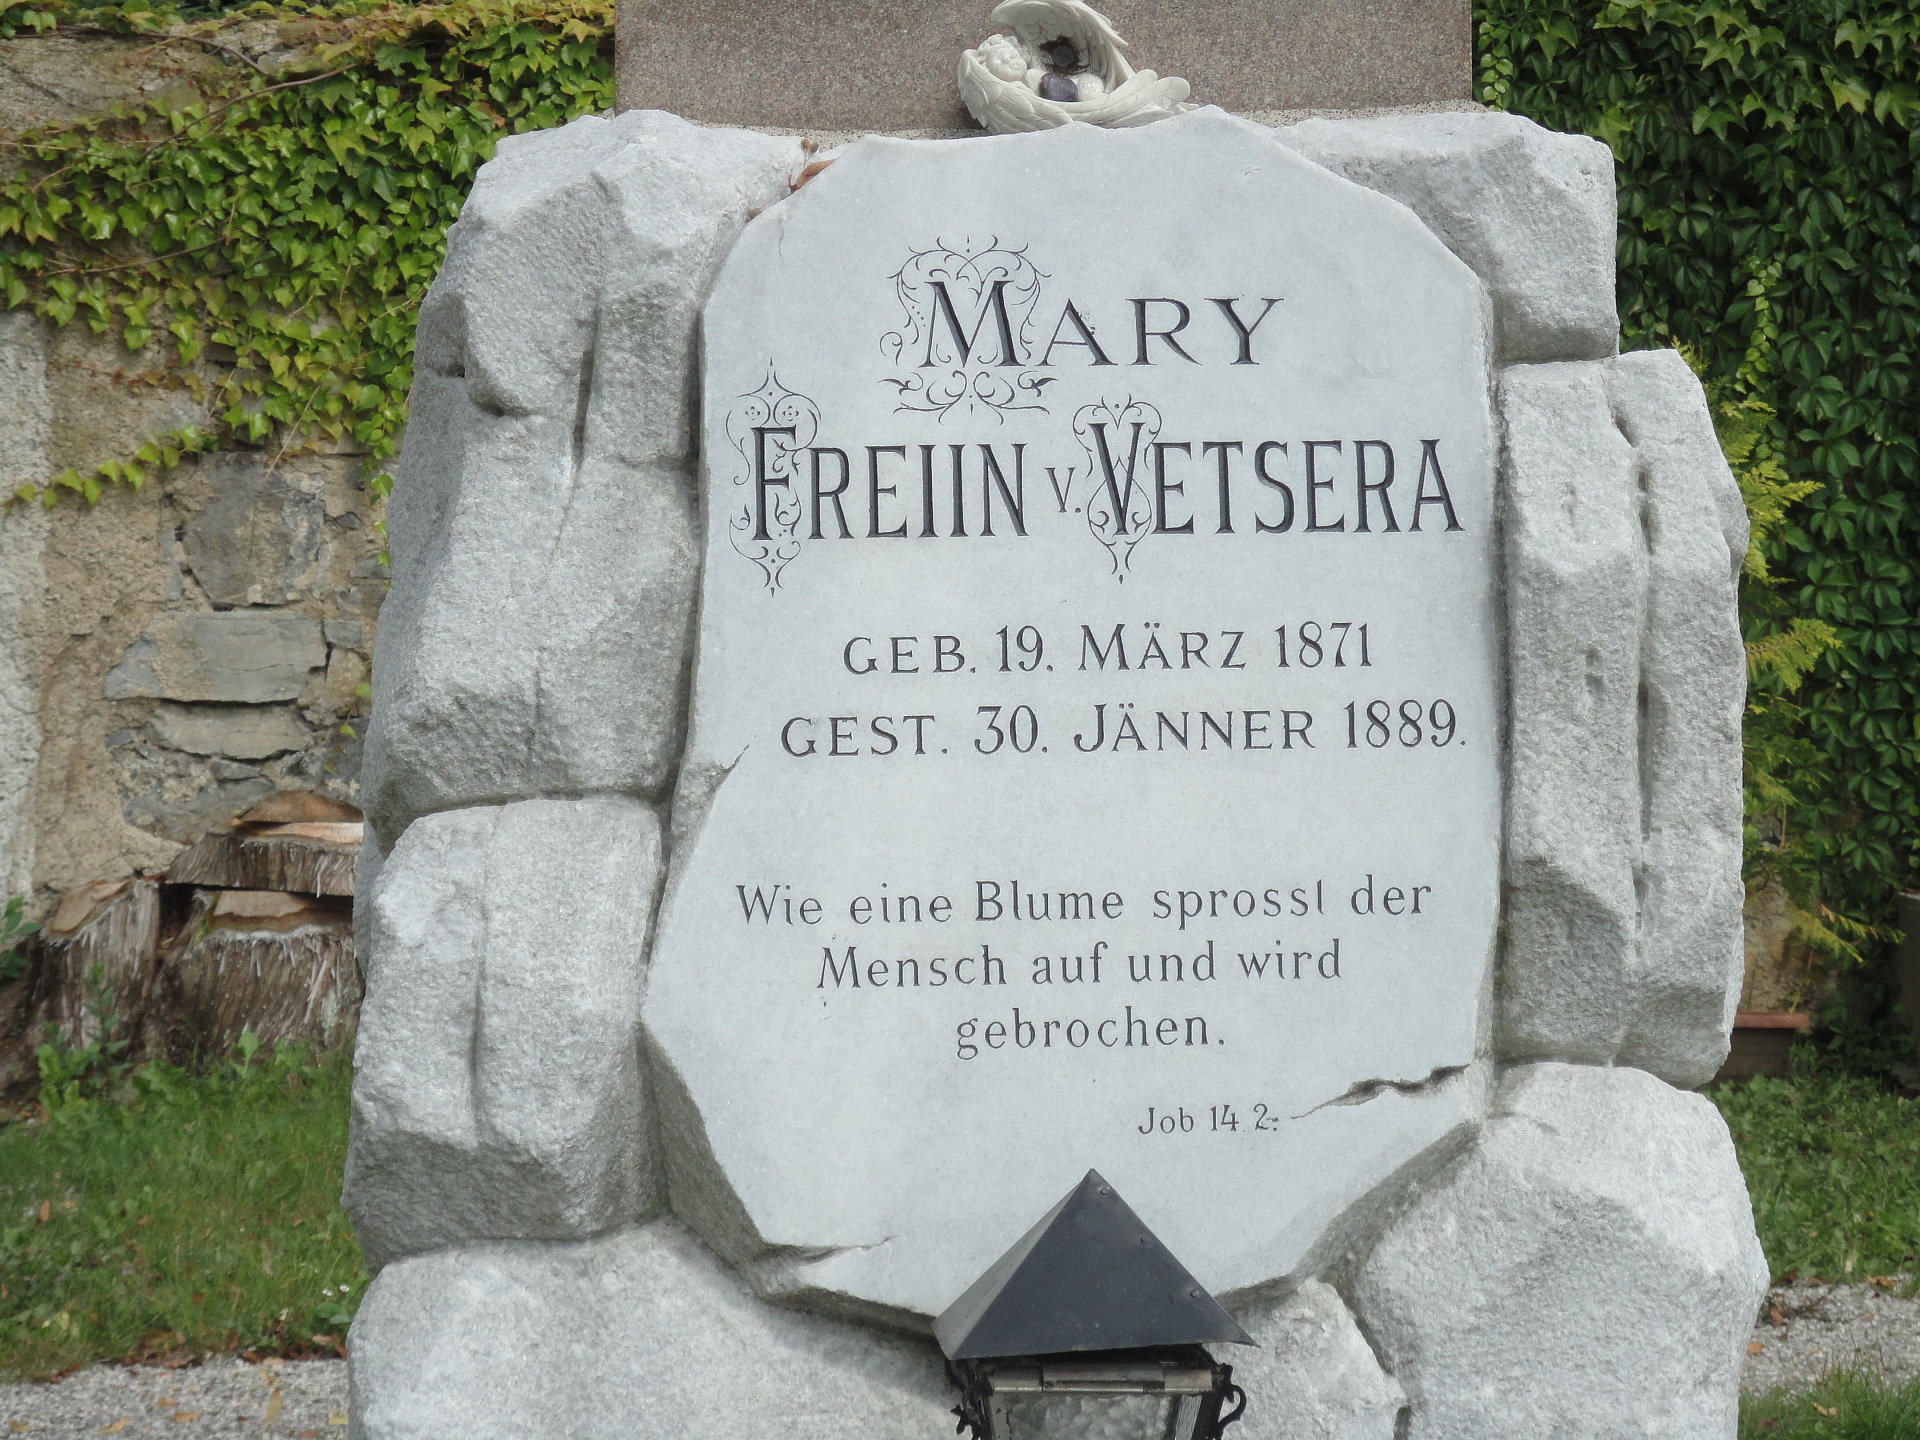 MARY
FREIIN V. VETSERA
GEB. 19. MÄRZ 1871
GEST. 30. JÄNNER 1889.
Wie eine Blume sprosst der
Mensch auf und wird
gebrochen.
Job 14. 2.